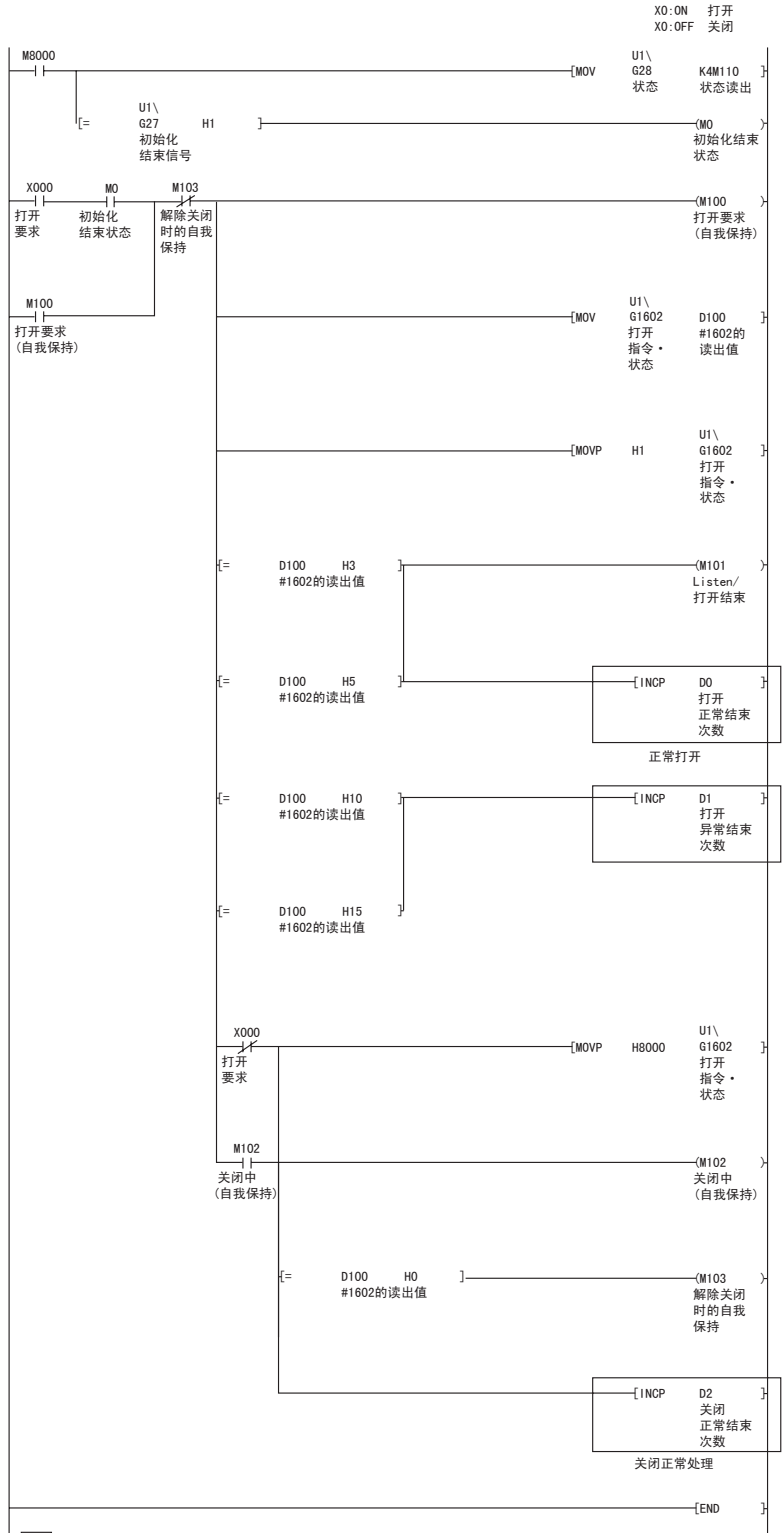 X0:ON 打开
X0:OFF 关闭
M8000
[MOV U1\ G28 K4M110 ]
状态 状态读出
[= U1\ G27 H1 ]
初始化
结束信号
(M0 )
初始化结束
状态
X000 M0 M103
打开
要求
初始化
结束状态
解除关闭
时的自我
保持
(M100 )
打开要求
(自我保持)
M100
打开要求
(自我保持)
[MOV U1\ G1602 D100 ]
打开
指令·
状态
#1602的
读出值
[MOVP H1 U1\ G1602 ]
打开
指令·
状态
[= D100 H3 ]
#1602的读出值
(M101 )
Listen/
打开结束
[= D100 H5 ]
#1602的读出值
[INCP D0 ]
打开
正常结束
次数
正常打开
[= D100 H10 ]
#1602的读出值
[INCP D1 ]
打开
异常结束
次数
[= D100 H15 ]
#1602的读出值
X000
打开
要求
[MOVP H8000 U1\ G1602 ]
打开
指令·
状态
M102
关闭中
(自我保持)
(M102 )
关闭中
(自我保持)
[= D100 H0 ]
#1602的读出值
(M103 )
解除关闭
时的自我
保持
[INCP D2 ]
关闭
正常结束
次数
关闭正常处理
[END ]